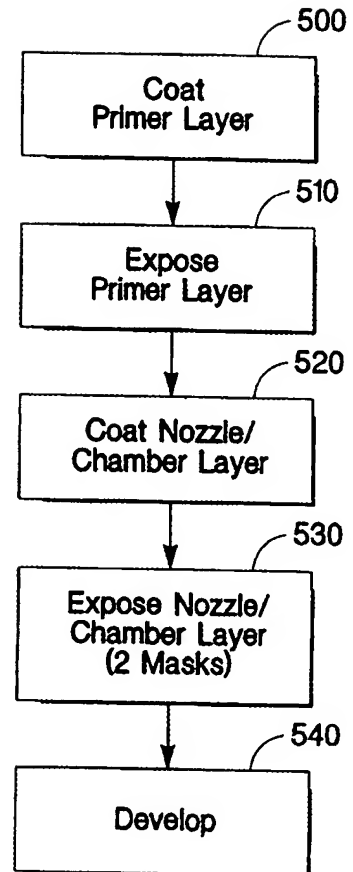 500
Coat
Primer Layer
510
Expose
Primer Layer
520
Coat Nozzle/
Chamber Layer
530
Expose Nozzle/
Chamber Layer
(2 Masks)
540
Develop